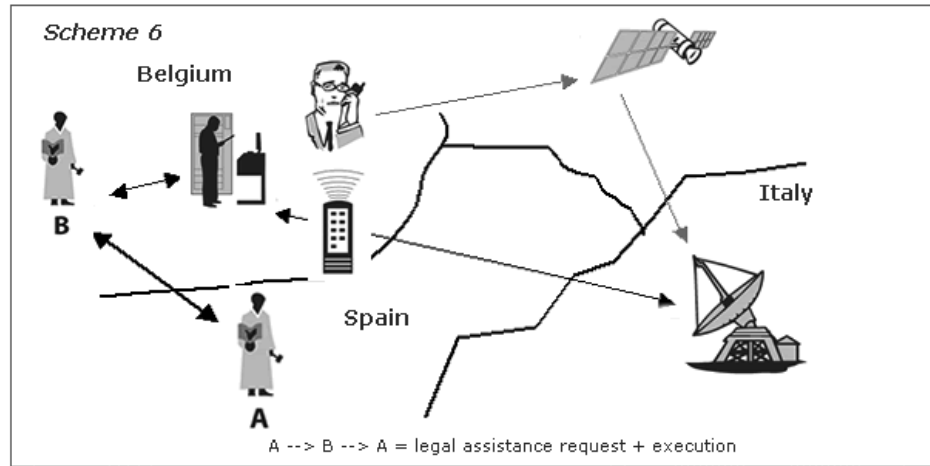 Scheme 6
Belgium
Italy
B
Spain
A
A --> B --> A = legal assistance request + execution